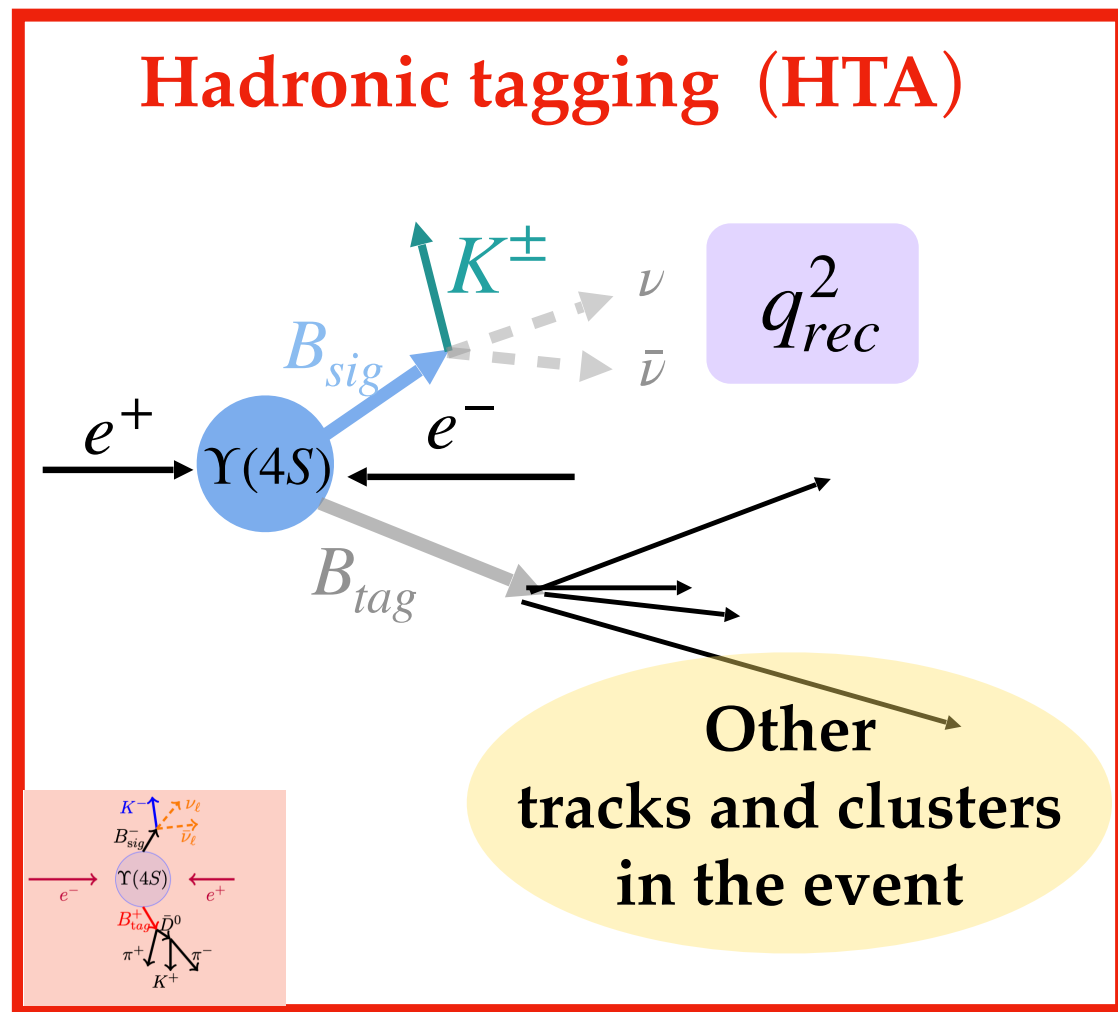 Hadronic tagging (HTA)
K±
ν
q²rec
Bsig
ν̄
e⁺
e⁻
Υ(4S)
Btag
Other
tracks and clusters
in the event
K⁻
νℓ
B⁻sig
ν̄ℓ
Υ(4S)
e⁻
e⁺
B⁺tag
D̄⁰
π⁺
π⁻
K⁺